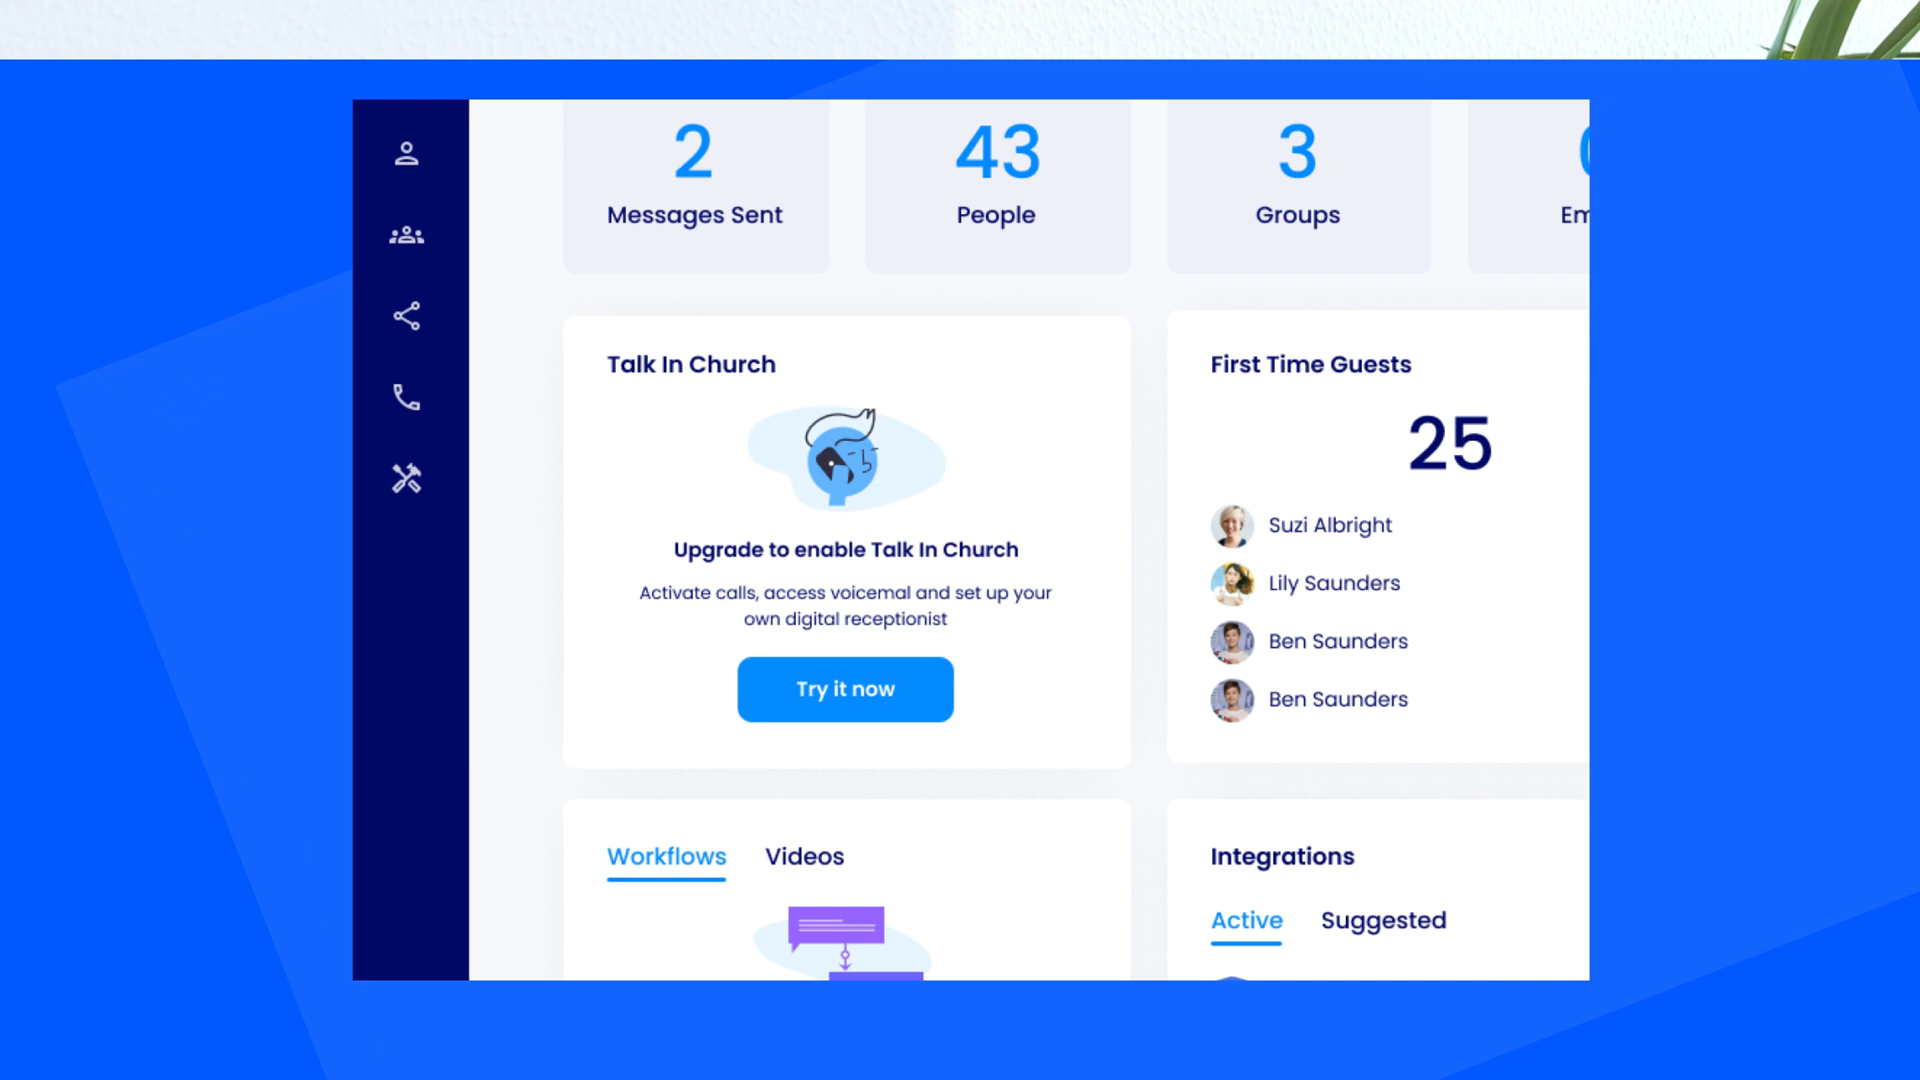 2
Messages Sent
43
People
3
Groups
Em
Talk In Church
Upgrade to enable Talk In Church
Activate calls, access voicemal and set up your
own digital receptionist
Try it now
First Time Guests
25
Suzi Albright
Lily Saunders
Ben Saunders
Ben Saunders
Workflows Videos
Integrations
Active Suggested